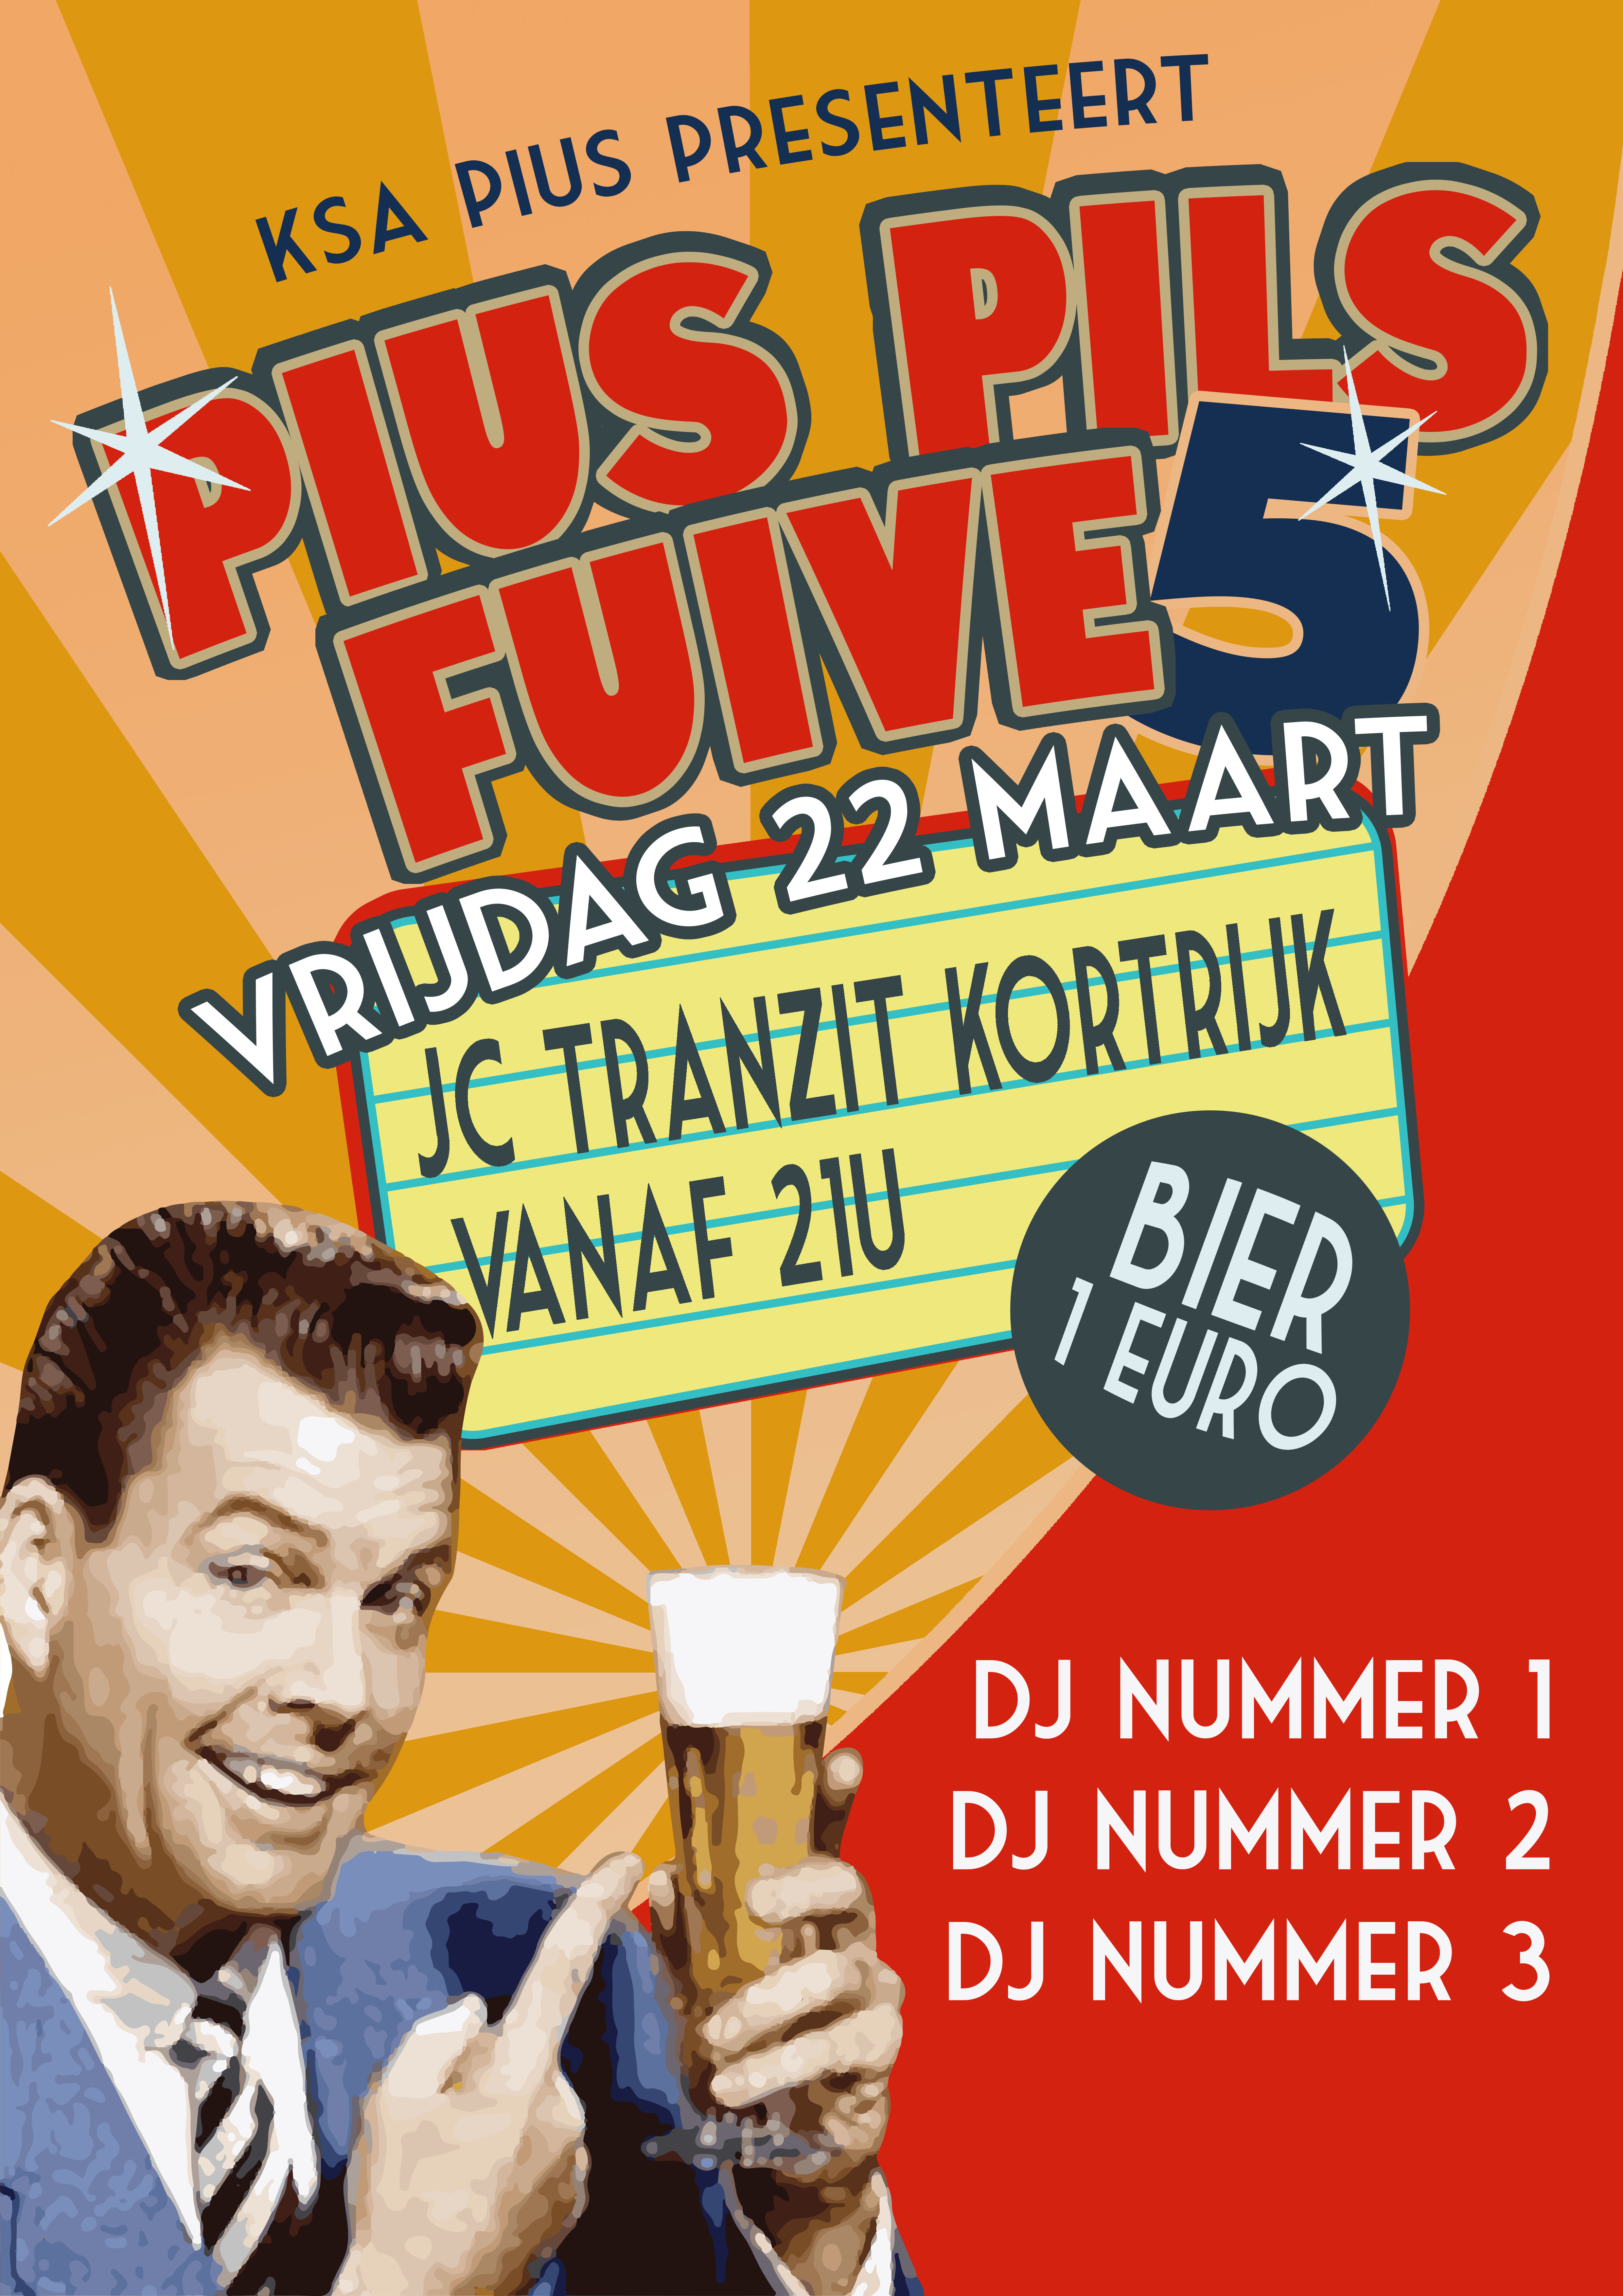 KSA PIUS PRESENTEERT
PIUS PILS
FUIVE 5
VRIJDAG 22 MAART
JC TRANZIT KORTRIJK
VANAF 21U
BIER
1 EURO
DJ NUMMER 1
DJ NUMMER 2
DJ NUMMER 3